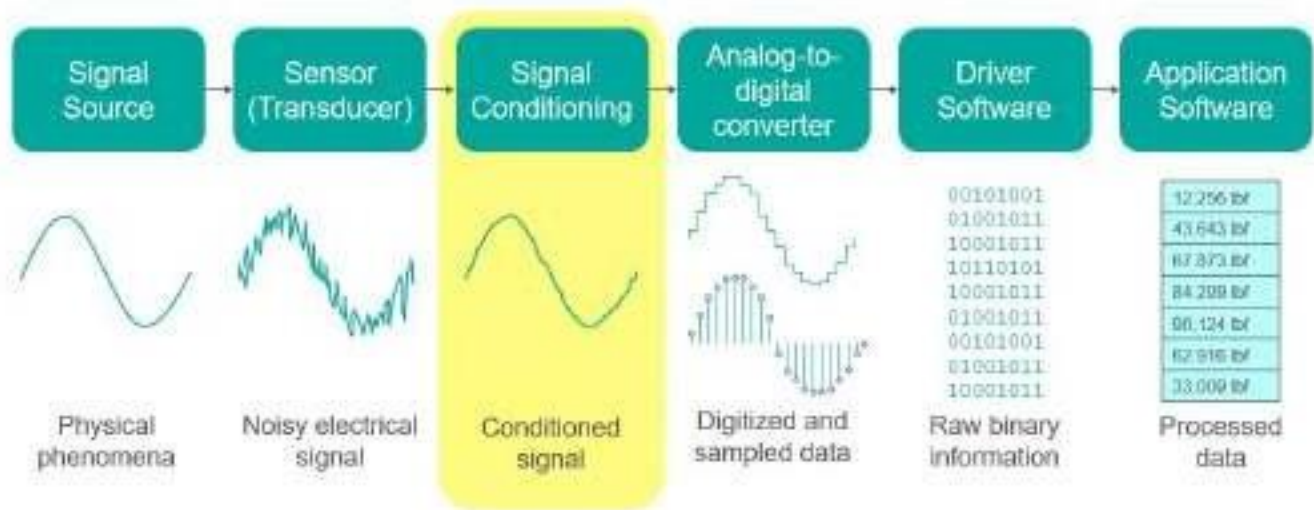 Signal
Source
Sensor
(Transducer)
Signal
Conditioning
Analog-to-
digital
converter
Driver
Software
Application
Software
00101001
01001011
10001011
10110101
10001011
01001011
00101001
01001011
10001011
12.256 lbf
43.643 lbf
67.873 lbf
84.299 lbf
96.124 lbf
62.916 lbf
33.009 lbf
Physical
phenomena
Noisy electrical
signal
Conditioned
signal
Digitized and
sampled data
Raw binary
information
Processed
data